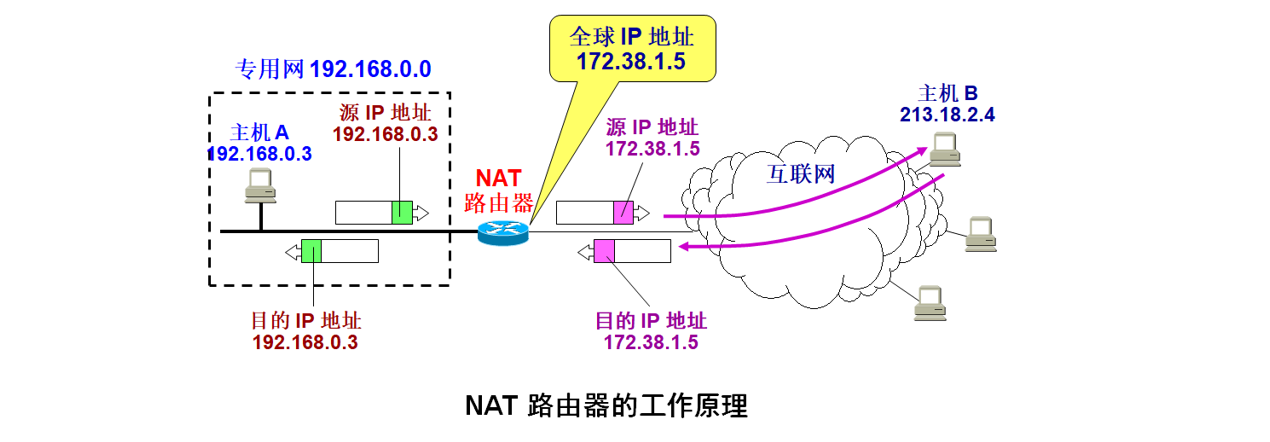 全球 IP 地址
172.38.1.5
专用网 192.168.0.0
源 IP 地址
192.168.0.3
主机 A
192.168.0.3
NAT
路由器
源 IP 地址
172.38.1.5
互联网
主机 B
213.18.2.4
目的 IP 地址
192.168.0.3
目的 IP 地址
172.38.1.5
NAT 路由器的工作原理